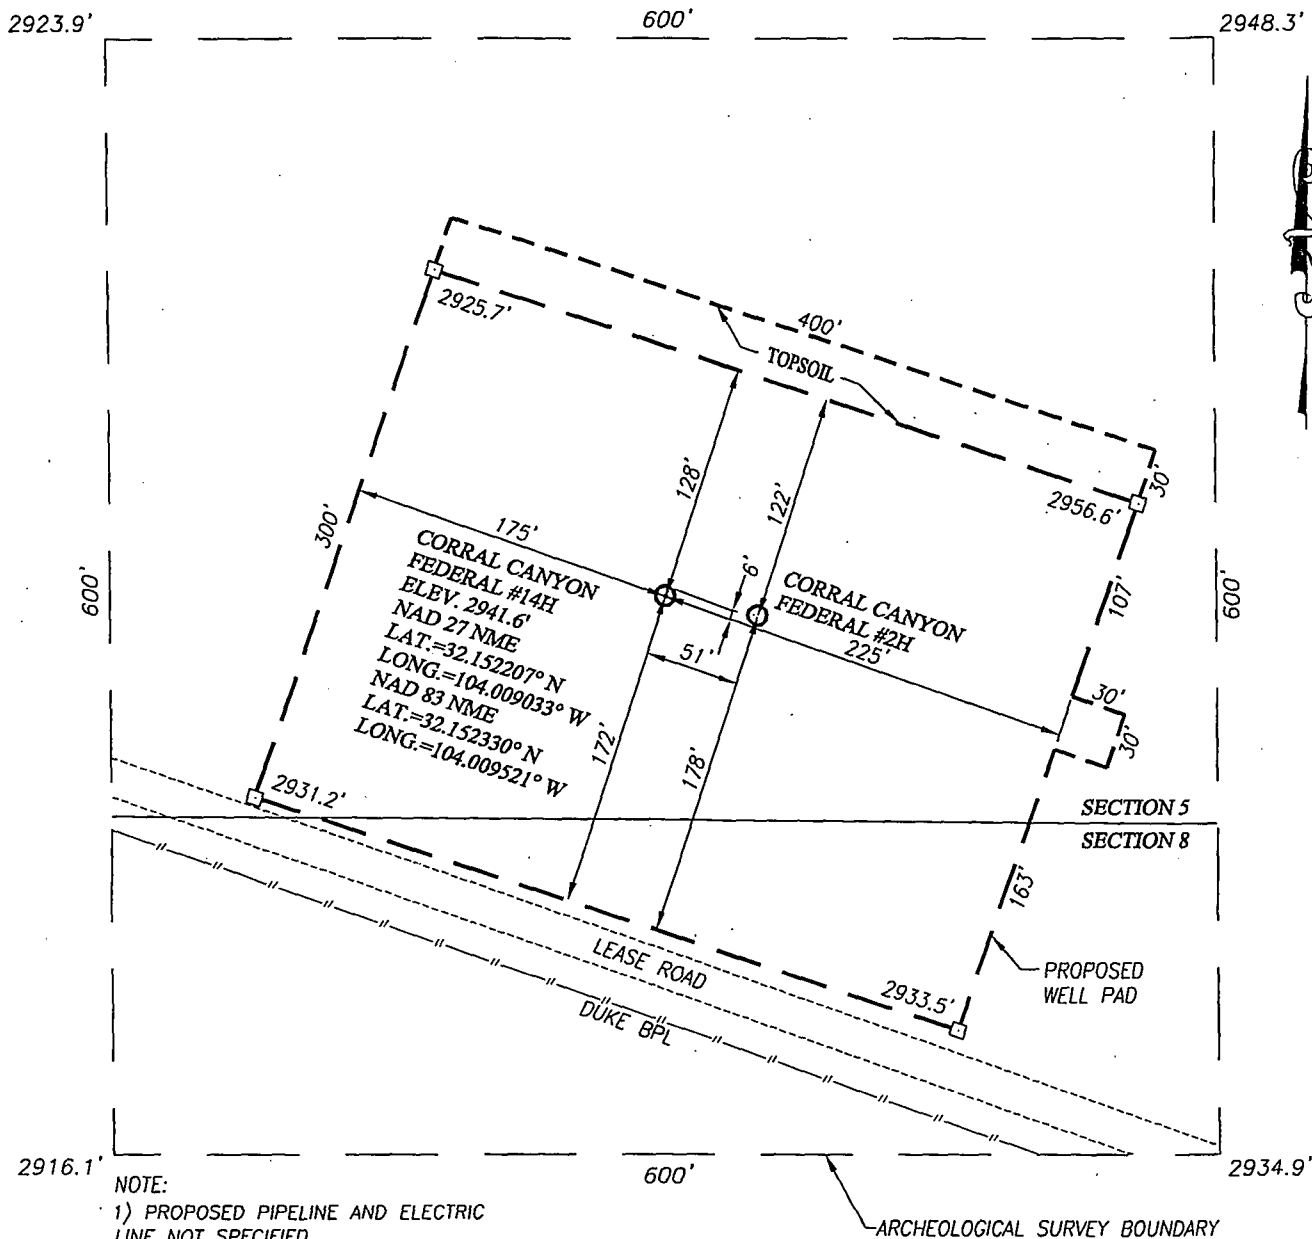 2923.9'
600'
2948.3'
2925.7'
400'
TOPSOIL
30'
2956.6'
128'
122'
175'
300'
107'
600'
600'
CORRAL CANYON
FEDERAL #14H
ELEV. 2941.6'
NAD 27 NME
LAT.=32.152207° N
LONG.=104.009033° W
NAD 83 NME
LAT.=32.152330° N
LONG.=104.009521° W
6'
CORRAL CANYON
FEDERAL #2H
225'
51'
30'
30'
172'
178'
2931.2'
SECTION 5
SECTION 8
163'
LEASE ROAD
PROPOSED
WELL PAD
2933.5'
DUKE BPL
2916.1'
600'
2934.9'
NOTE:
1) PROPOSED PIPELINE AND ELECTRIC
LINE NOT SPECIFIED
ARCHEOLOGICAL SURVEY BOUNDARY